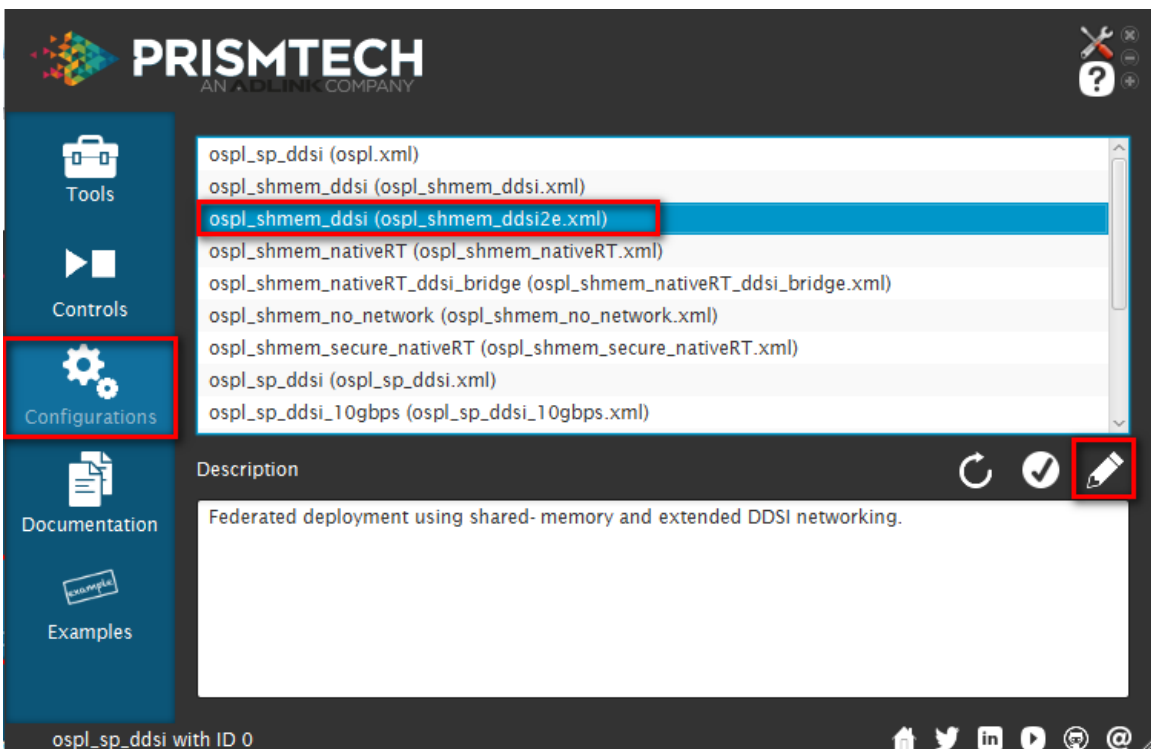 PRISMTECH
AN ADLINK COMPANY
?
Tools
Controls
Configurations
Documentation
example
Examples
ospl_sp_ddsi (ospl.xml)
ospl_shmem_ddsi (ospl_shmem_ddsi.xml)
ospl_shmem_ddsi (ospl_shmem_ddsi2e.xml)
ospl_shmem_nativeRT (ospl_shmem_nativeRT.xml)
ospl_shmem_nativeRT_ddsi_bridge (ospl_shmem_nativeRT_ddsi_bridge.xml)
ospl_shmem_no_network (ospl_shmem_no_network.xml)
ospl_shmem_secure_nativeRT (ospl_shmem_secure_nativeRT.xml)
ospl_sp_ddsi (ospl_sp_ddsi.xml)
ospl_sp_ddsi_10gbps (ospl_sp_ddsi_10gbps.xml)
Description
Federated deployment using shared- memory and extended DDSI networking.
ospl_sp_ddsi with ID 0
in
@